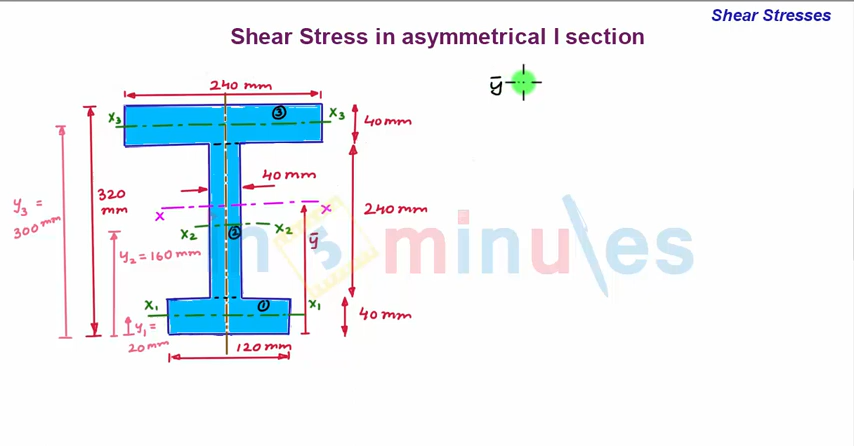 Shear Stresses
Shear Stress in asymmetrical I section
ȳ
240 mm
x3
③
x3
40 mm
40 mm
320 mm
y3 = 300 mm
x
x
240 mm
x2
②
x2
ȳ
y2 = 160 mm
in 5 minutes
x1
①
x1
40 mm
y1 = 20 mm
120 mm